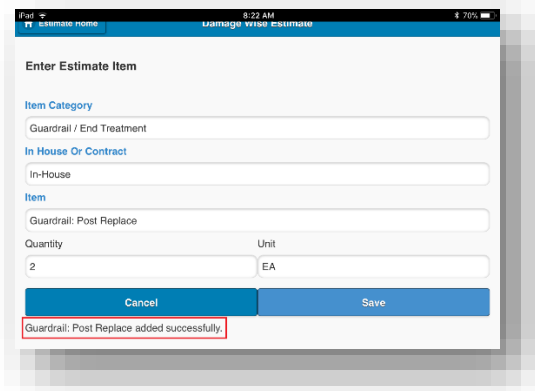 iPad 8:22 AM 70%
Estimate Home Damage Wise Estimate
Enter Estimate Item
Item Category
Guardrail / End Treatment
In House Or Contract
In-House
Item
Guardrail: Post Replace
Quantity Unit
2 EA
Cancel Save
Guardrail: Post Replace added successfully.